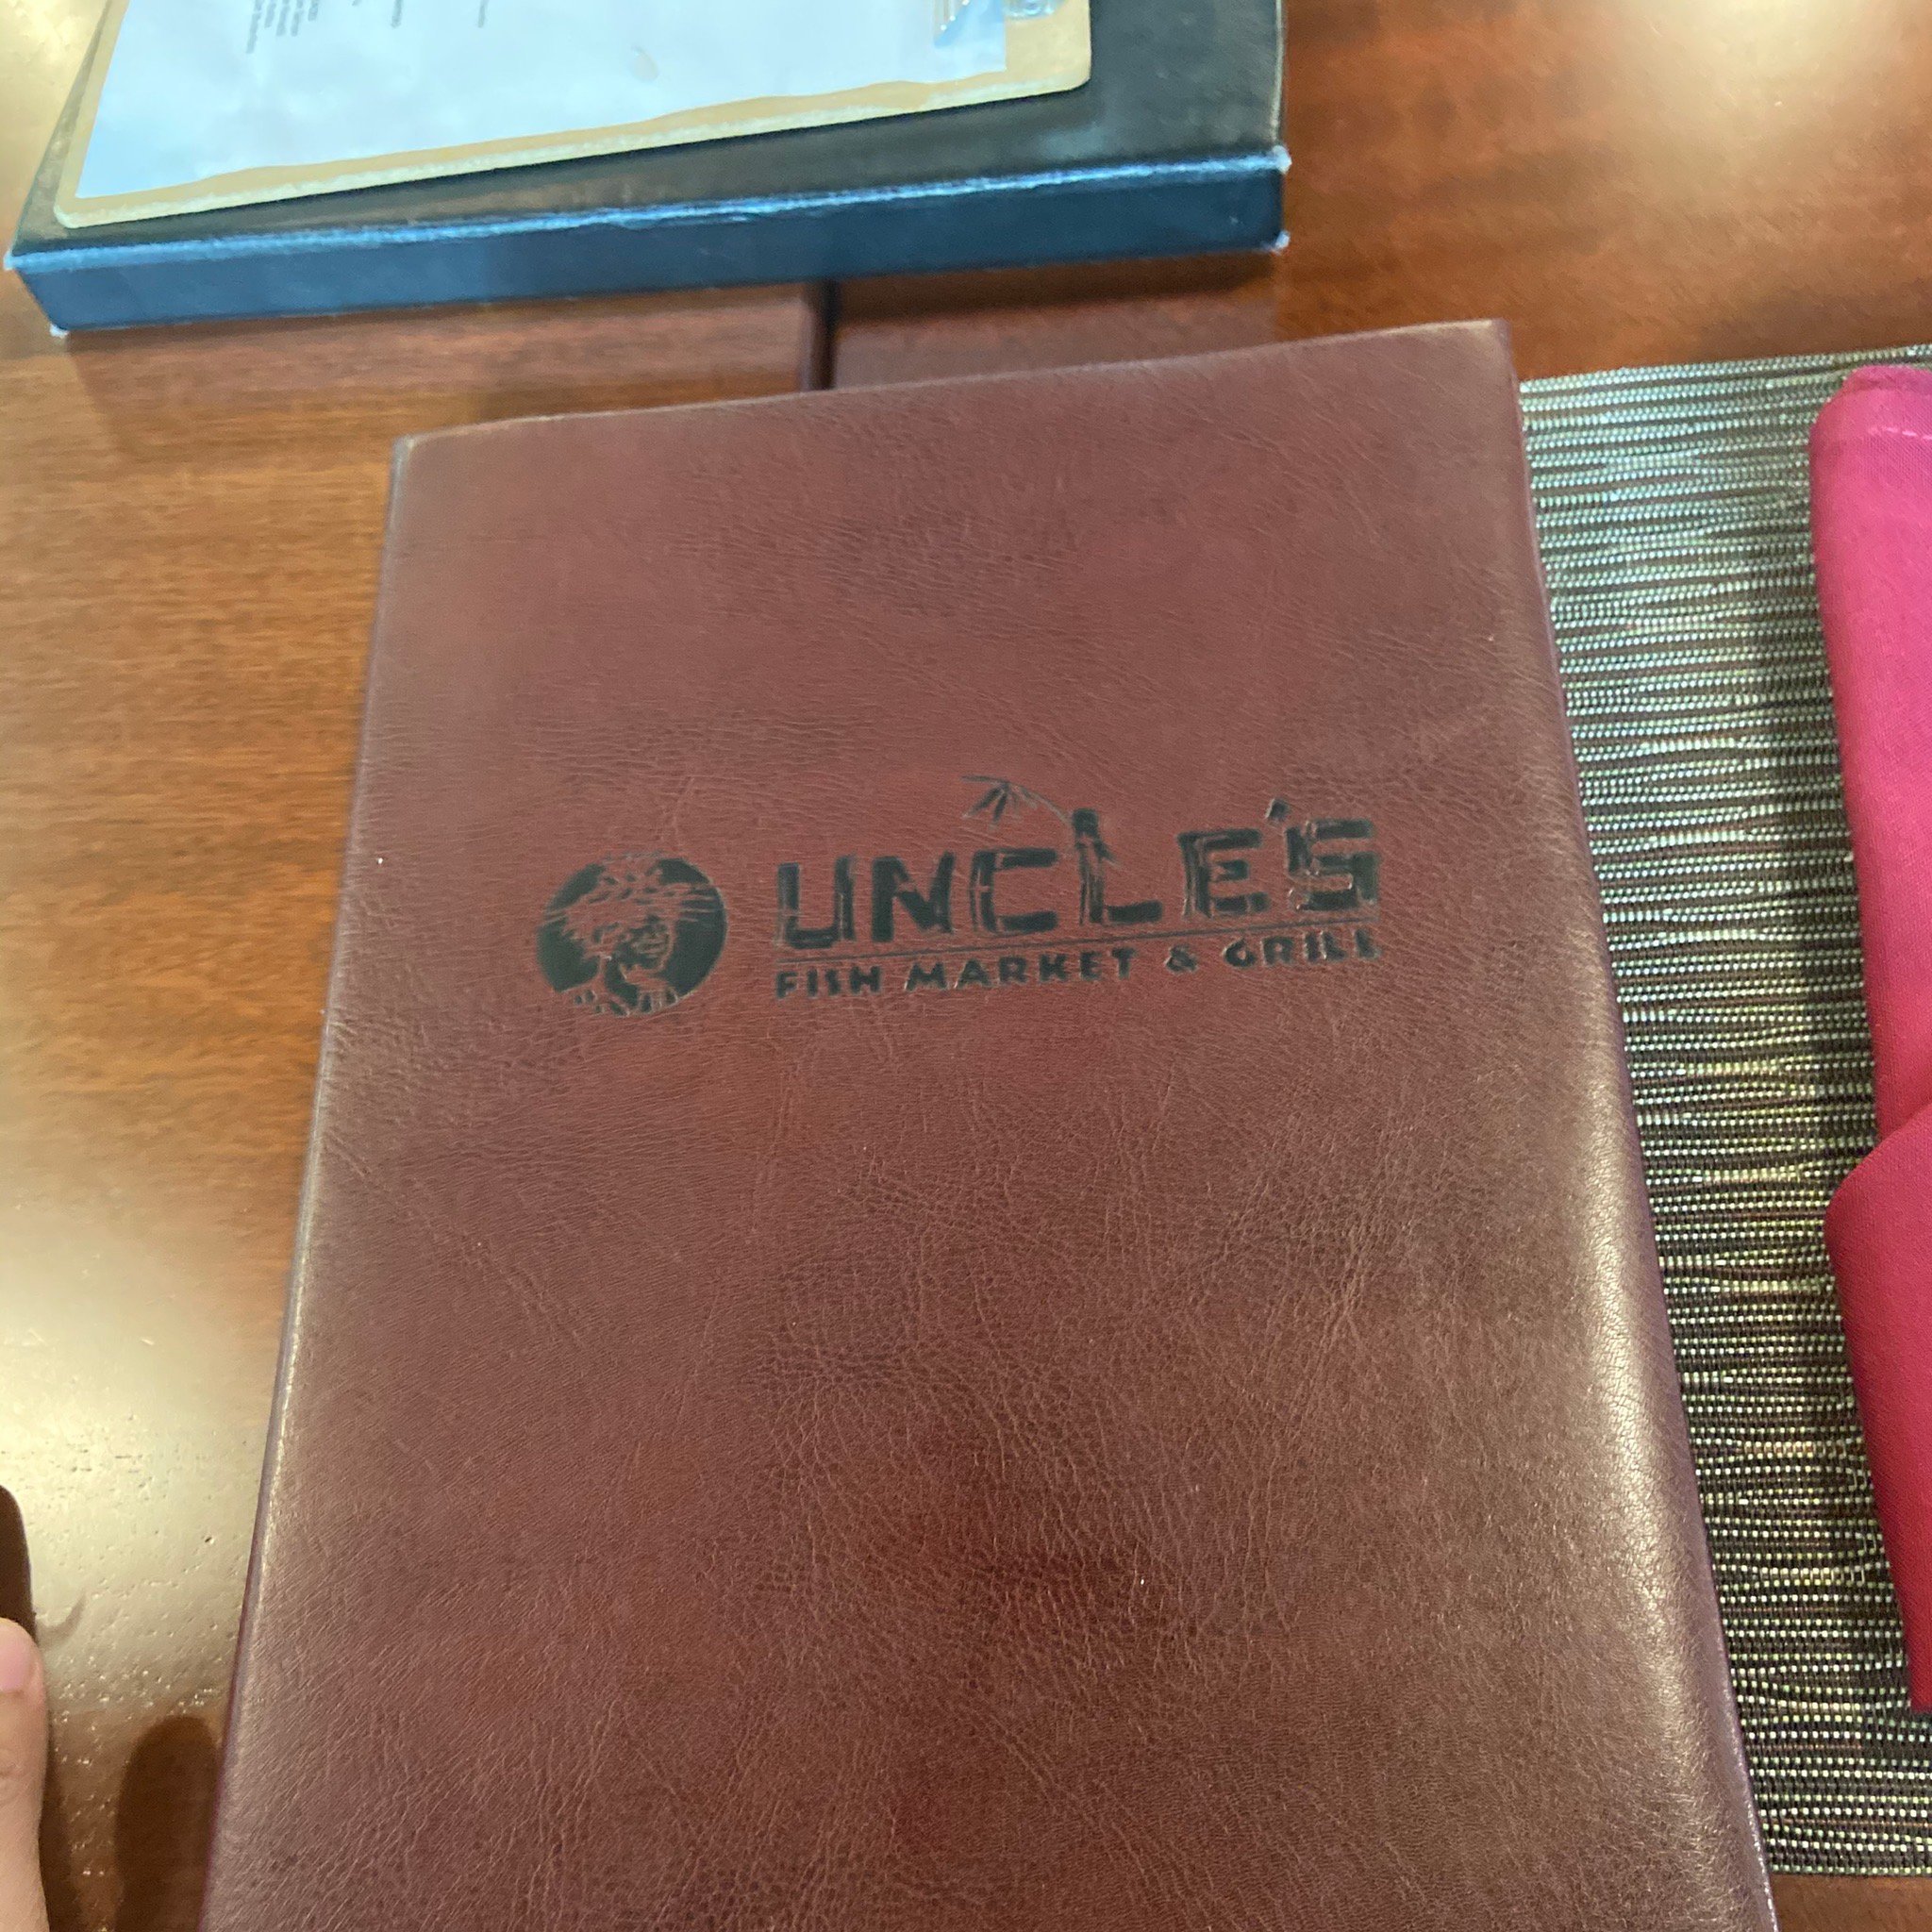 UNCLE'S
FISH MARKET & GRILL